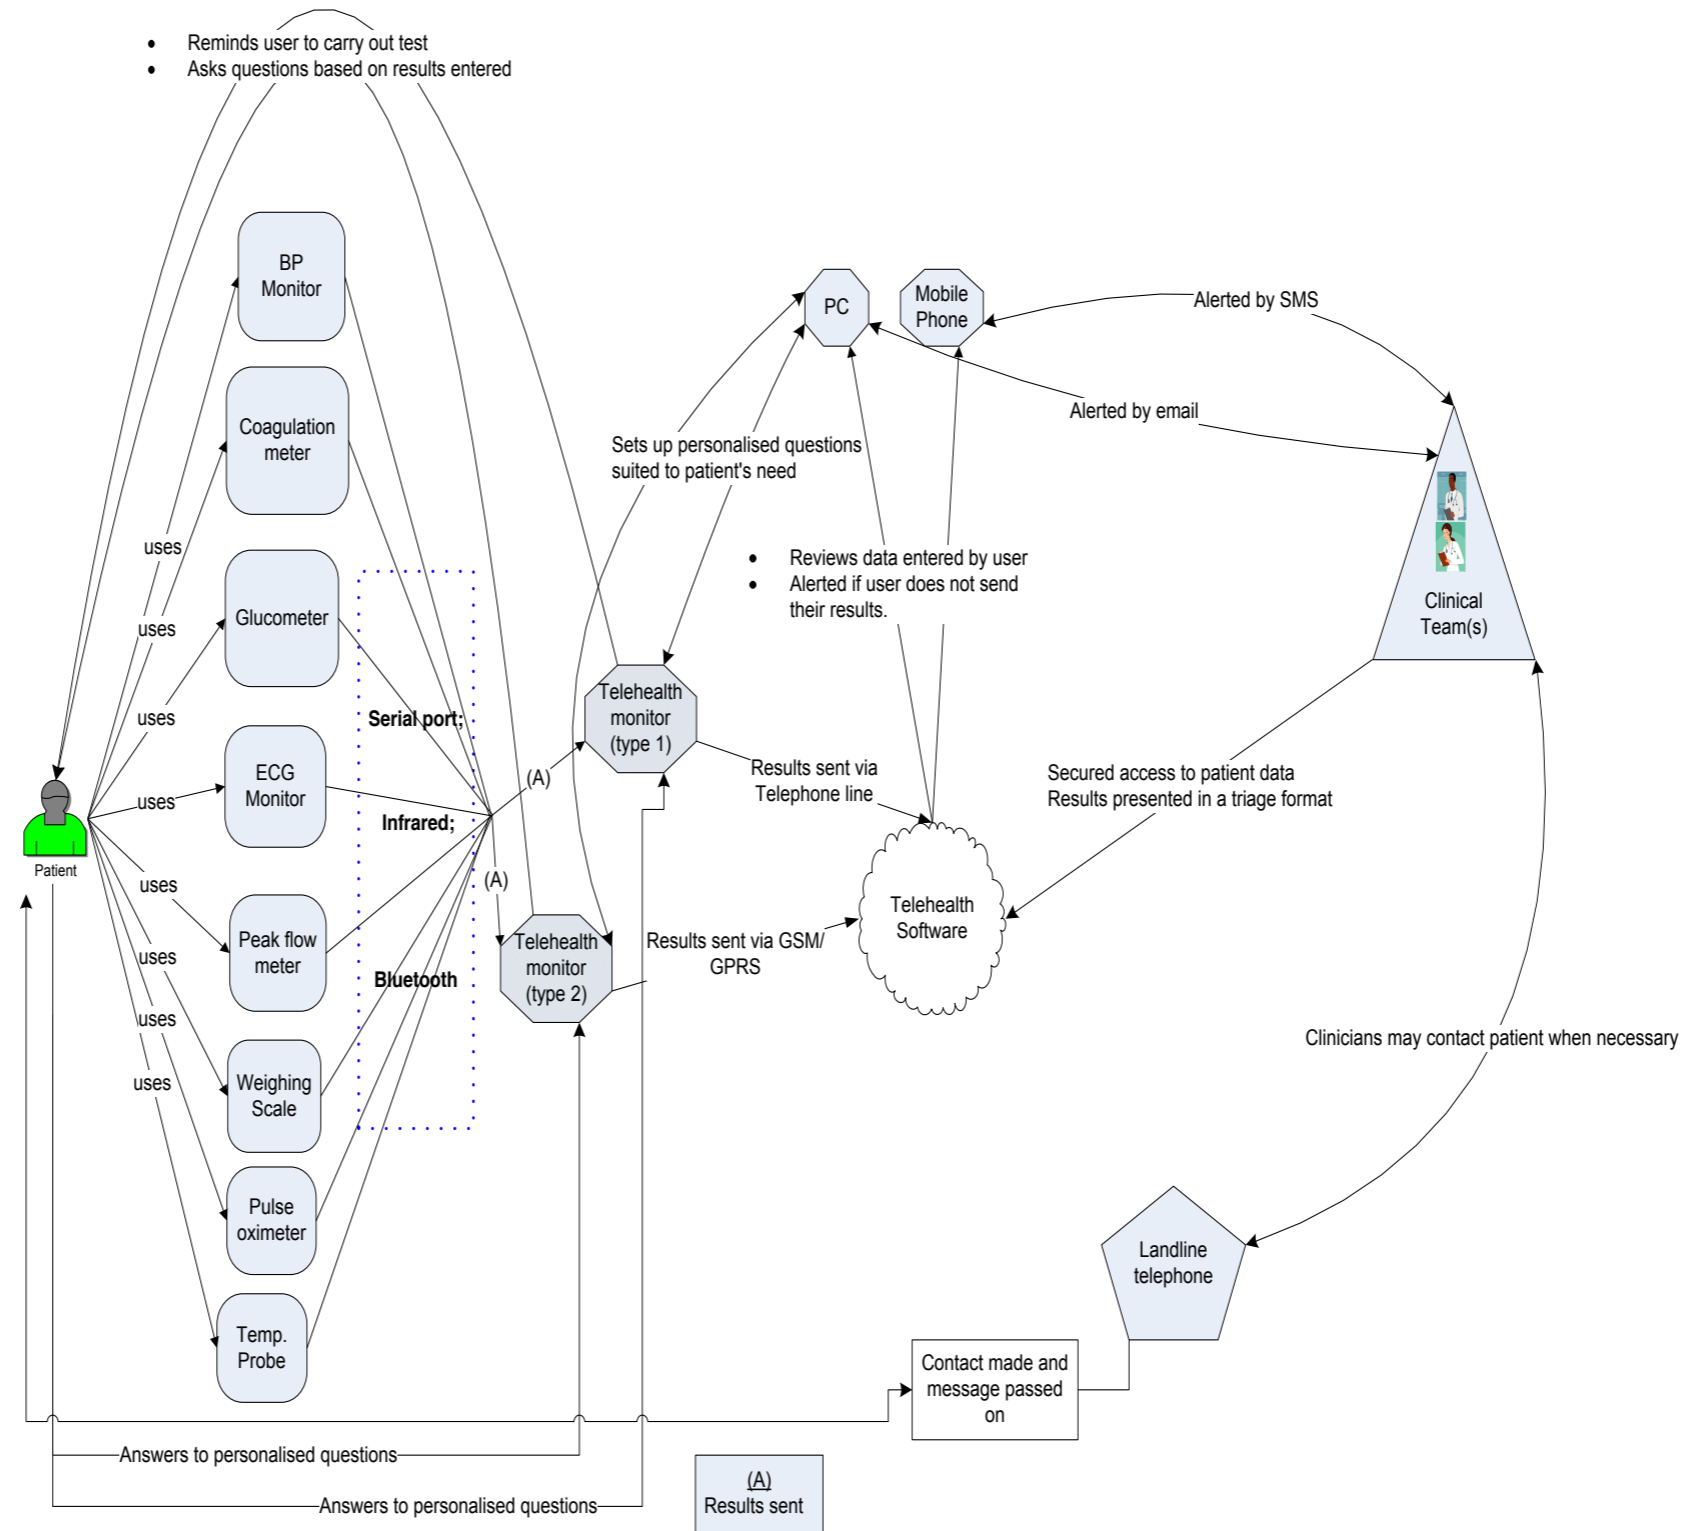 Reminds user to carry out test
Asks questions based on results entered
BP
Monitor
PC
Mobile
Phone
Alerted by SMS
Coagulation
meter
Alerted by email
Sets up personalised questions
suited to patient's need
uses
Reviews data entered by user
Alerted if user does not send
their results.
Clinical
Team(s)
uses
Glucometer
uses
Serial port;
Telehealth
monitor
(type 1)
ECG
Monitor
uses
(A)
Results sent via
Telephone line
Secured access to patient data
Results presented in a triage format
Infrared;
Patient
uses
(A)
Telehealth
Software
Peak flow
meter
uses
Bluetooth
Telehealth
monitor
(type 2)
Results sent via GSM/
GPRS
uses
Clinicians may contact patient when necessary
uses
Weighing
Scale
Pulse
oximeter
Landline
telephone
Temp.
Probe
Contact made and
message passed
on
Answers to personalised questions
Answers to personalised questions
(A)
Results sent